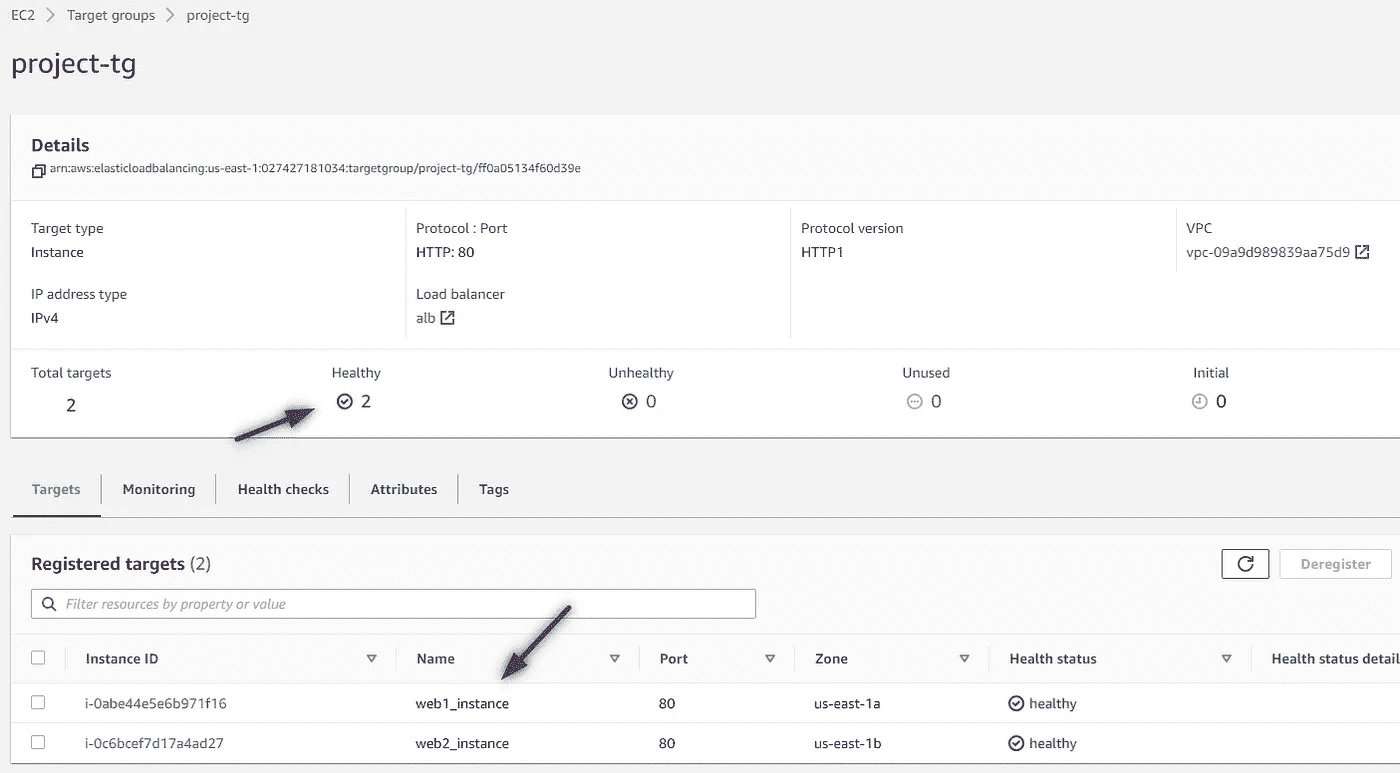 EC2 > Target groups > project-tg
project-tg
Details
arn:aws:elasticloadbalancing:us-east-1:027427181034:targetgroup/project-tg/ff0a05134f60d39e
Target type Protocol : Port Protocol version VPC
Instance HTTP: 80 HTTP1 vpc-09a9d989839aa75d9
IP address type Load balancer
IPv4 alb
Total targets Healthy Unhealthy Unused Initial
2 2 0 0 0
Targets Monitoring Health checks Attributes Tags
Registered targets (2) Deregister
Filter resources by property or value
Instance ID Name Port Zone Health status Health status detail
i-0abe44e5e6b971f16 web1_instance 80 us-east-1a healthy
i-0c6bcef7d17a4ad27 web2_instance 80 us-east-1b healthy